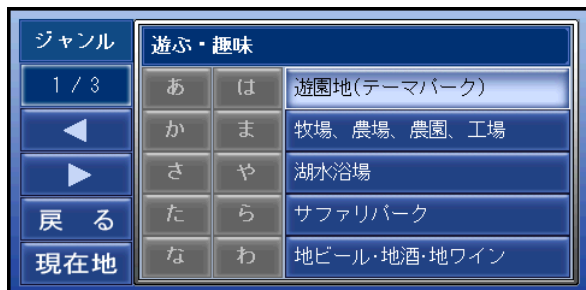 ジャンル
遊ぶ・趣味
1/3
あ は 遊園地(テーマパーク)
か ま 牧場、農場、農園、工場
さ や 湖水浴場
戻る
た ら サファリパーク
現在地
な わ 地ビール･地酒･地ワイン